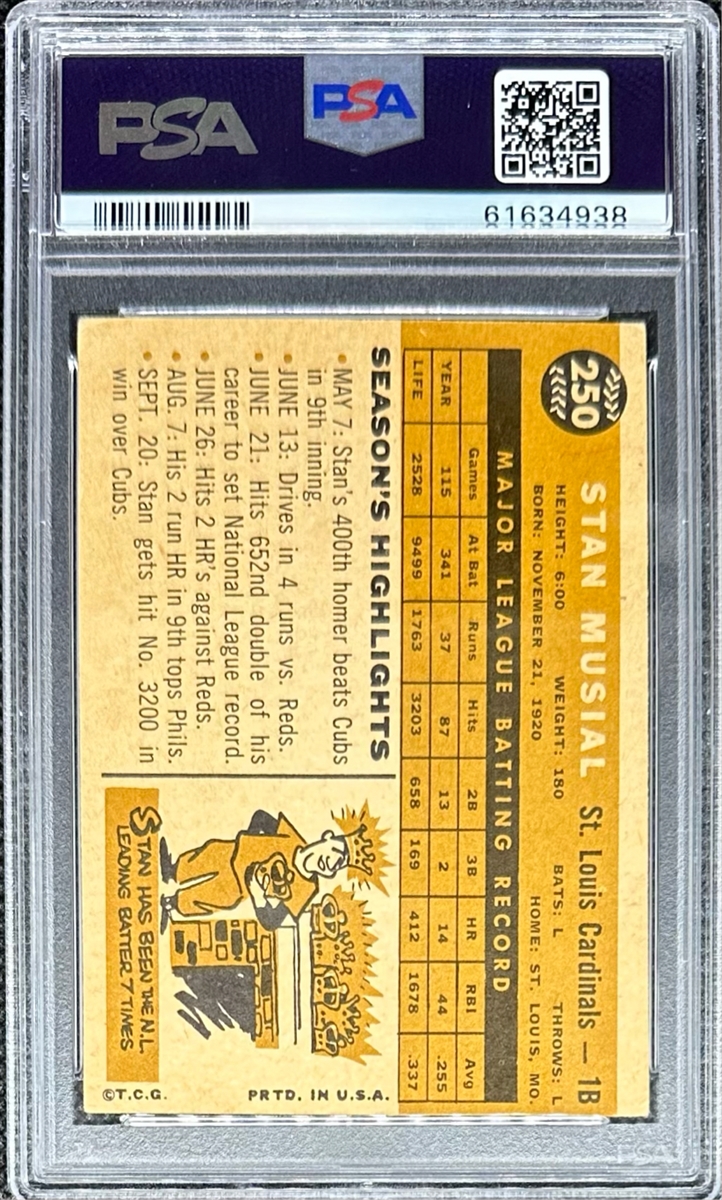 PSA
PSA
61634938
250
STAN MUSIAL St. Louis Cardinals — 1B
HEIGHT: 6:00 WEIGHT: 180 BATS: L THROWS: L
BORN: NOVEMBER 21, 1920 HOME: ST. LOUIS, MO.
MAJOR LEAGUE BATTING RECORD
Games At Bat Runs Hits 2B 3B HR RBI Avg
YEAR 115 341 37 87 13 2 14 44 .255
LIFE 2528 9499 1763 3203 658 169 412 1678 .337
SEASON'S HIGHLIGHTS
• MAY 7: Stan's 400th homer beats Cubs
in 9th inning.
• JUNE 13: Drives in 4 runs vs. Reds.
• JUNE 21: Hits 652nd double of his
career to set National League record.
• JUNE 26: Hits 2 HR's against Reds.
• AUG. 7: His 2 run HR in 9th tops Phils.
• SEPT. 20: Stan gets hit No. 3200 in
win over Cubs.
STAN HAS BEEN THE N.L.
LEADING BATTER 7 TIMES
©T.C.G. PRTD. IN U.S.A.
PSA